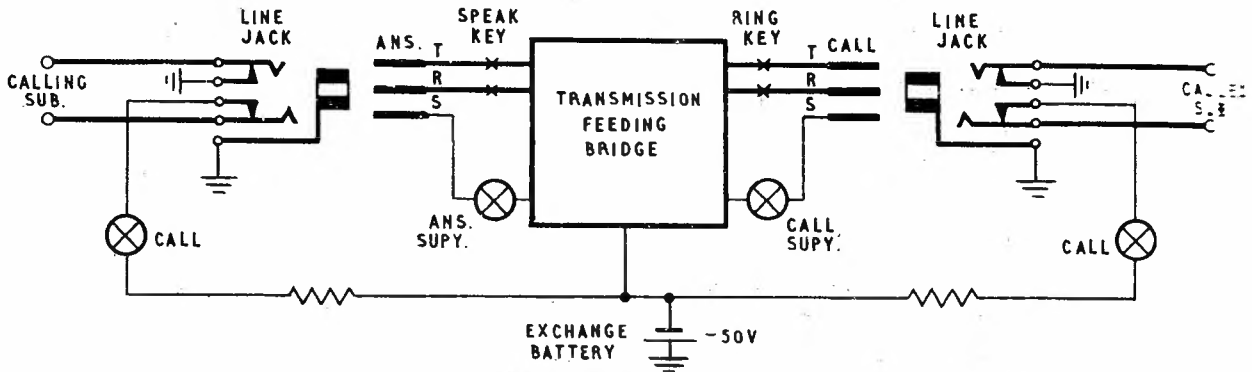 LINE
JACK
SPEAK
KEY
RING
KEY
LINE
JACK
ANS.
T
R
S
T
R
S
CALL
CALLING
SUB.
TRANSMISSION
FEEDING
BRIDGE
ANS.
SUPY.
CALL
SUPY.
CALL
CALL
EXCHANGE
BATTERY
-50V